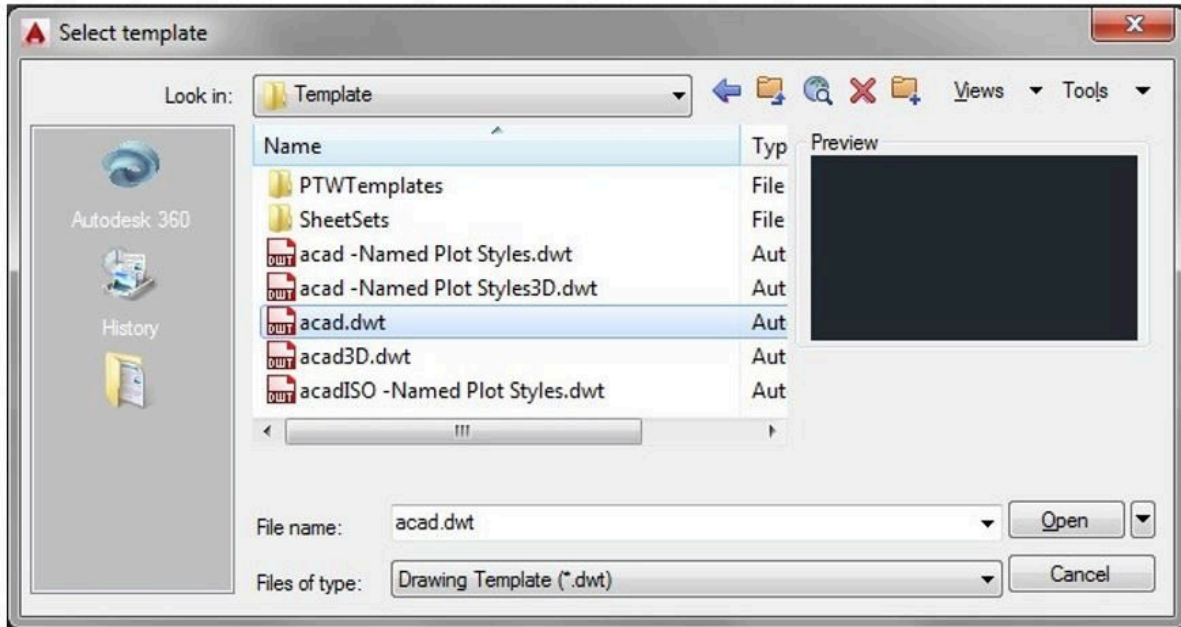 Select template
Look in: Template Views Tools
Autodesk 360
History
Name Typ
PTWTemplates File
SheetSets File
acad -Named Plot Styles.dwt Aut
acad -Named Plot Styles3D.dwt Aut
acad.dwt Aut
acad3D.dwt Aut
acadISO -Named Plot Styles.dwt Aut
Preview
File name: acad.dwt Open
Files of type: Drawing Template (*.dwt) Cancel